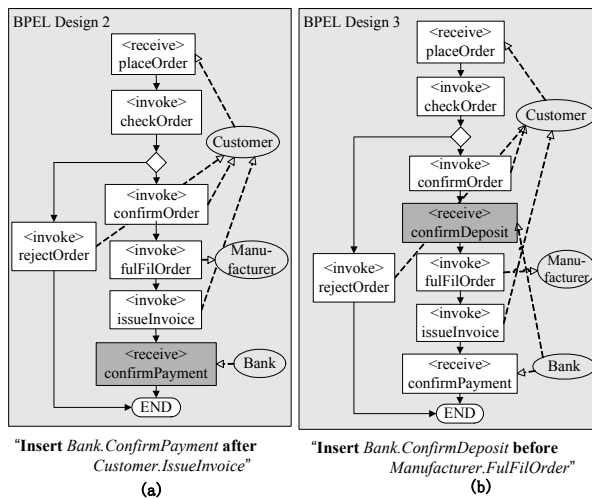 BPEL Design 2
<receive>
placeOrder
<invoke>
checkOrder
Customer
<invoke>
confirmOrder
<invoke>
rejectOrder
<invoke>
fulFilOrder
Manu-
facturer
<invoke>
issueInvoice
<receive>
confirmPayment
Bank
END
"Insert Bank.ConfirmPayment after
Customer.IssueInvoice"
(a)
BPEL Design 3
<receive>
placeOrder
<invoke>
checkOrder
Customer
<invoke>
confirmOrder
<receive>
confirmDeposit
<invoke>
rejectOrder
<invoke>
fulFilOrder
Manu-
facturer
<invoke>
issueInvoice
<receive>
confirmPayment
Bank
END
"Insert Bank.ConfirmDeposit before
Manufacturer.FulFilOrder"
(b)